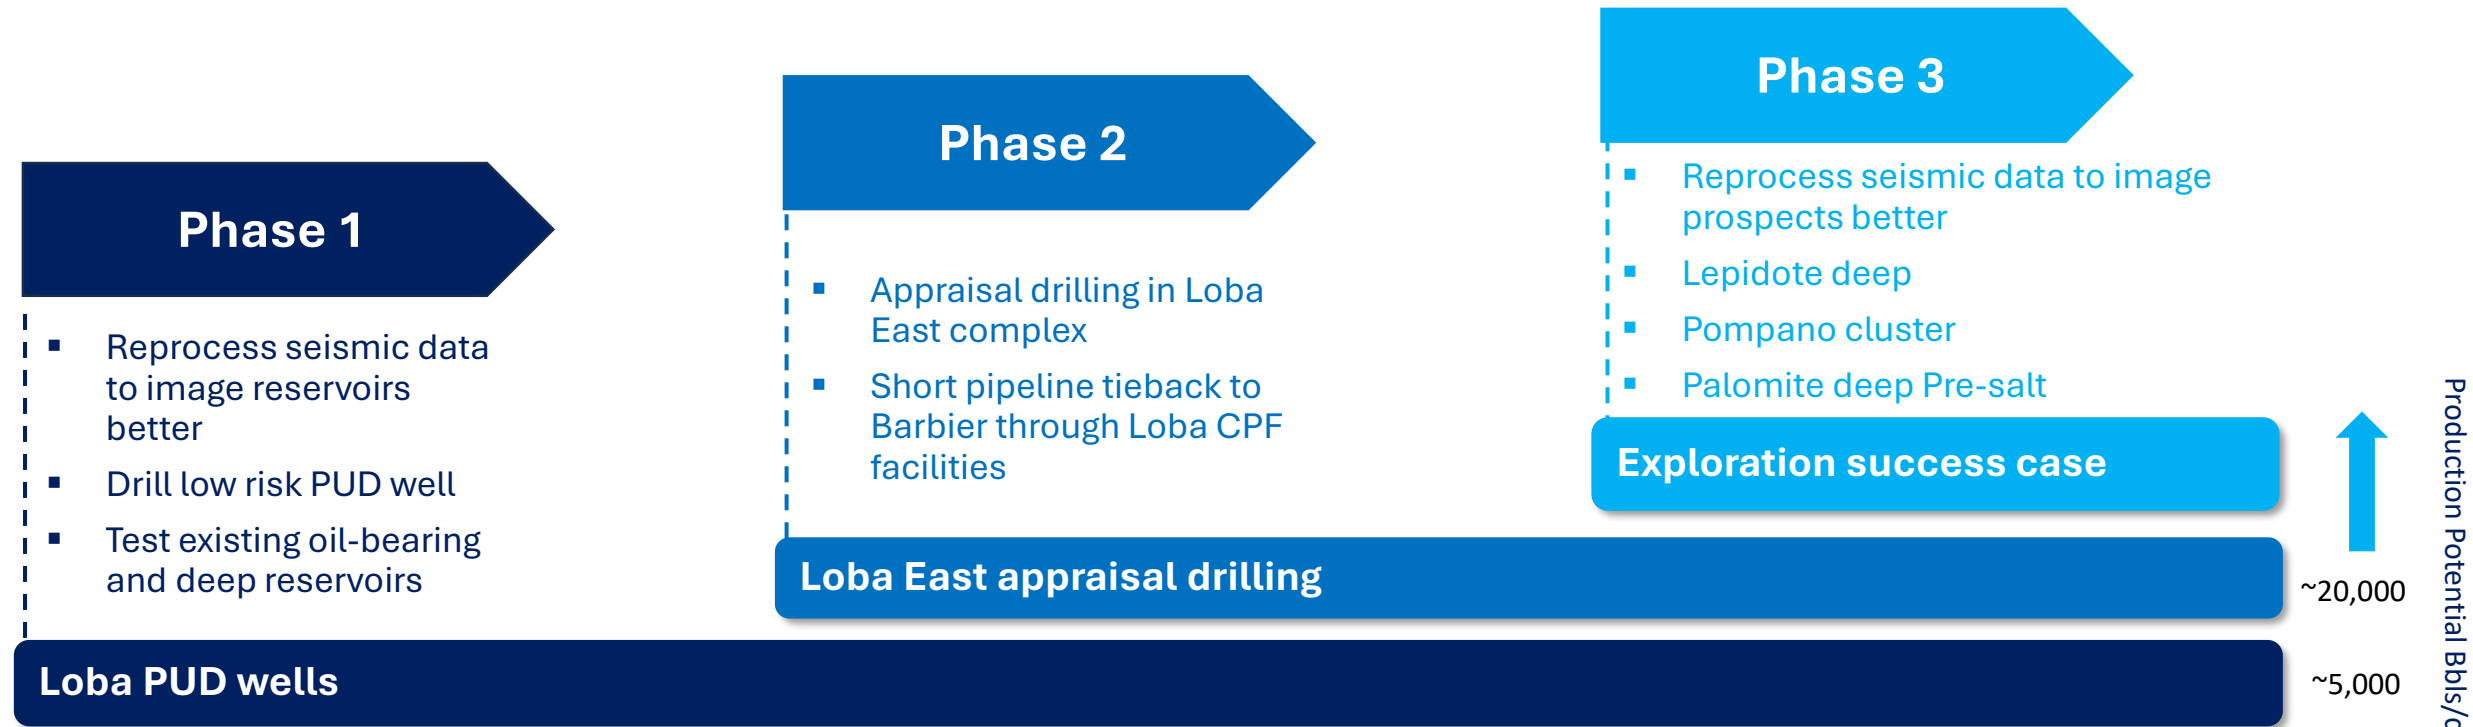 Phase 1
▪ Reprocess seismic data
to image reservoirs
better
▪ Drill low risk PUD well
▪ Test existing oil-bearing
and deep reservoirs
Phase 2
▪ Appraisal drilling in Loba
East complex
▪ Short pipeline tieback to
Barbier through Loba CPF
facilities
Phase 3
▪ Reprocess seismic data to image
prospects better
▪ Lepidote deep
▪ Pompano cluster
▪ Palomite deep Pre-salt
Exploration success case
Loba East appraisal drilling
~20,000
Loba PUD wells
~5,000
Production Potential Bbls/d